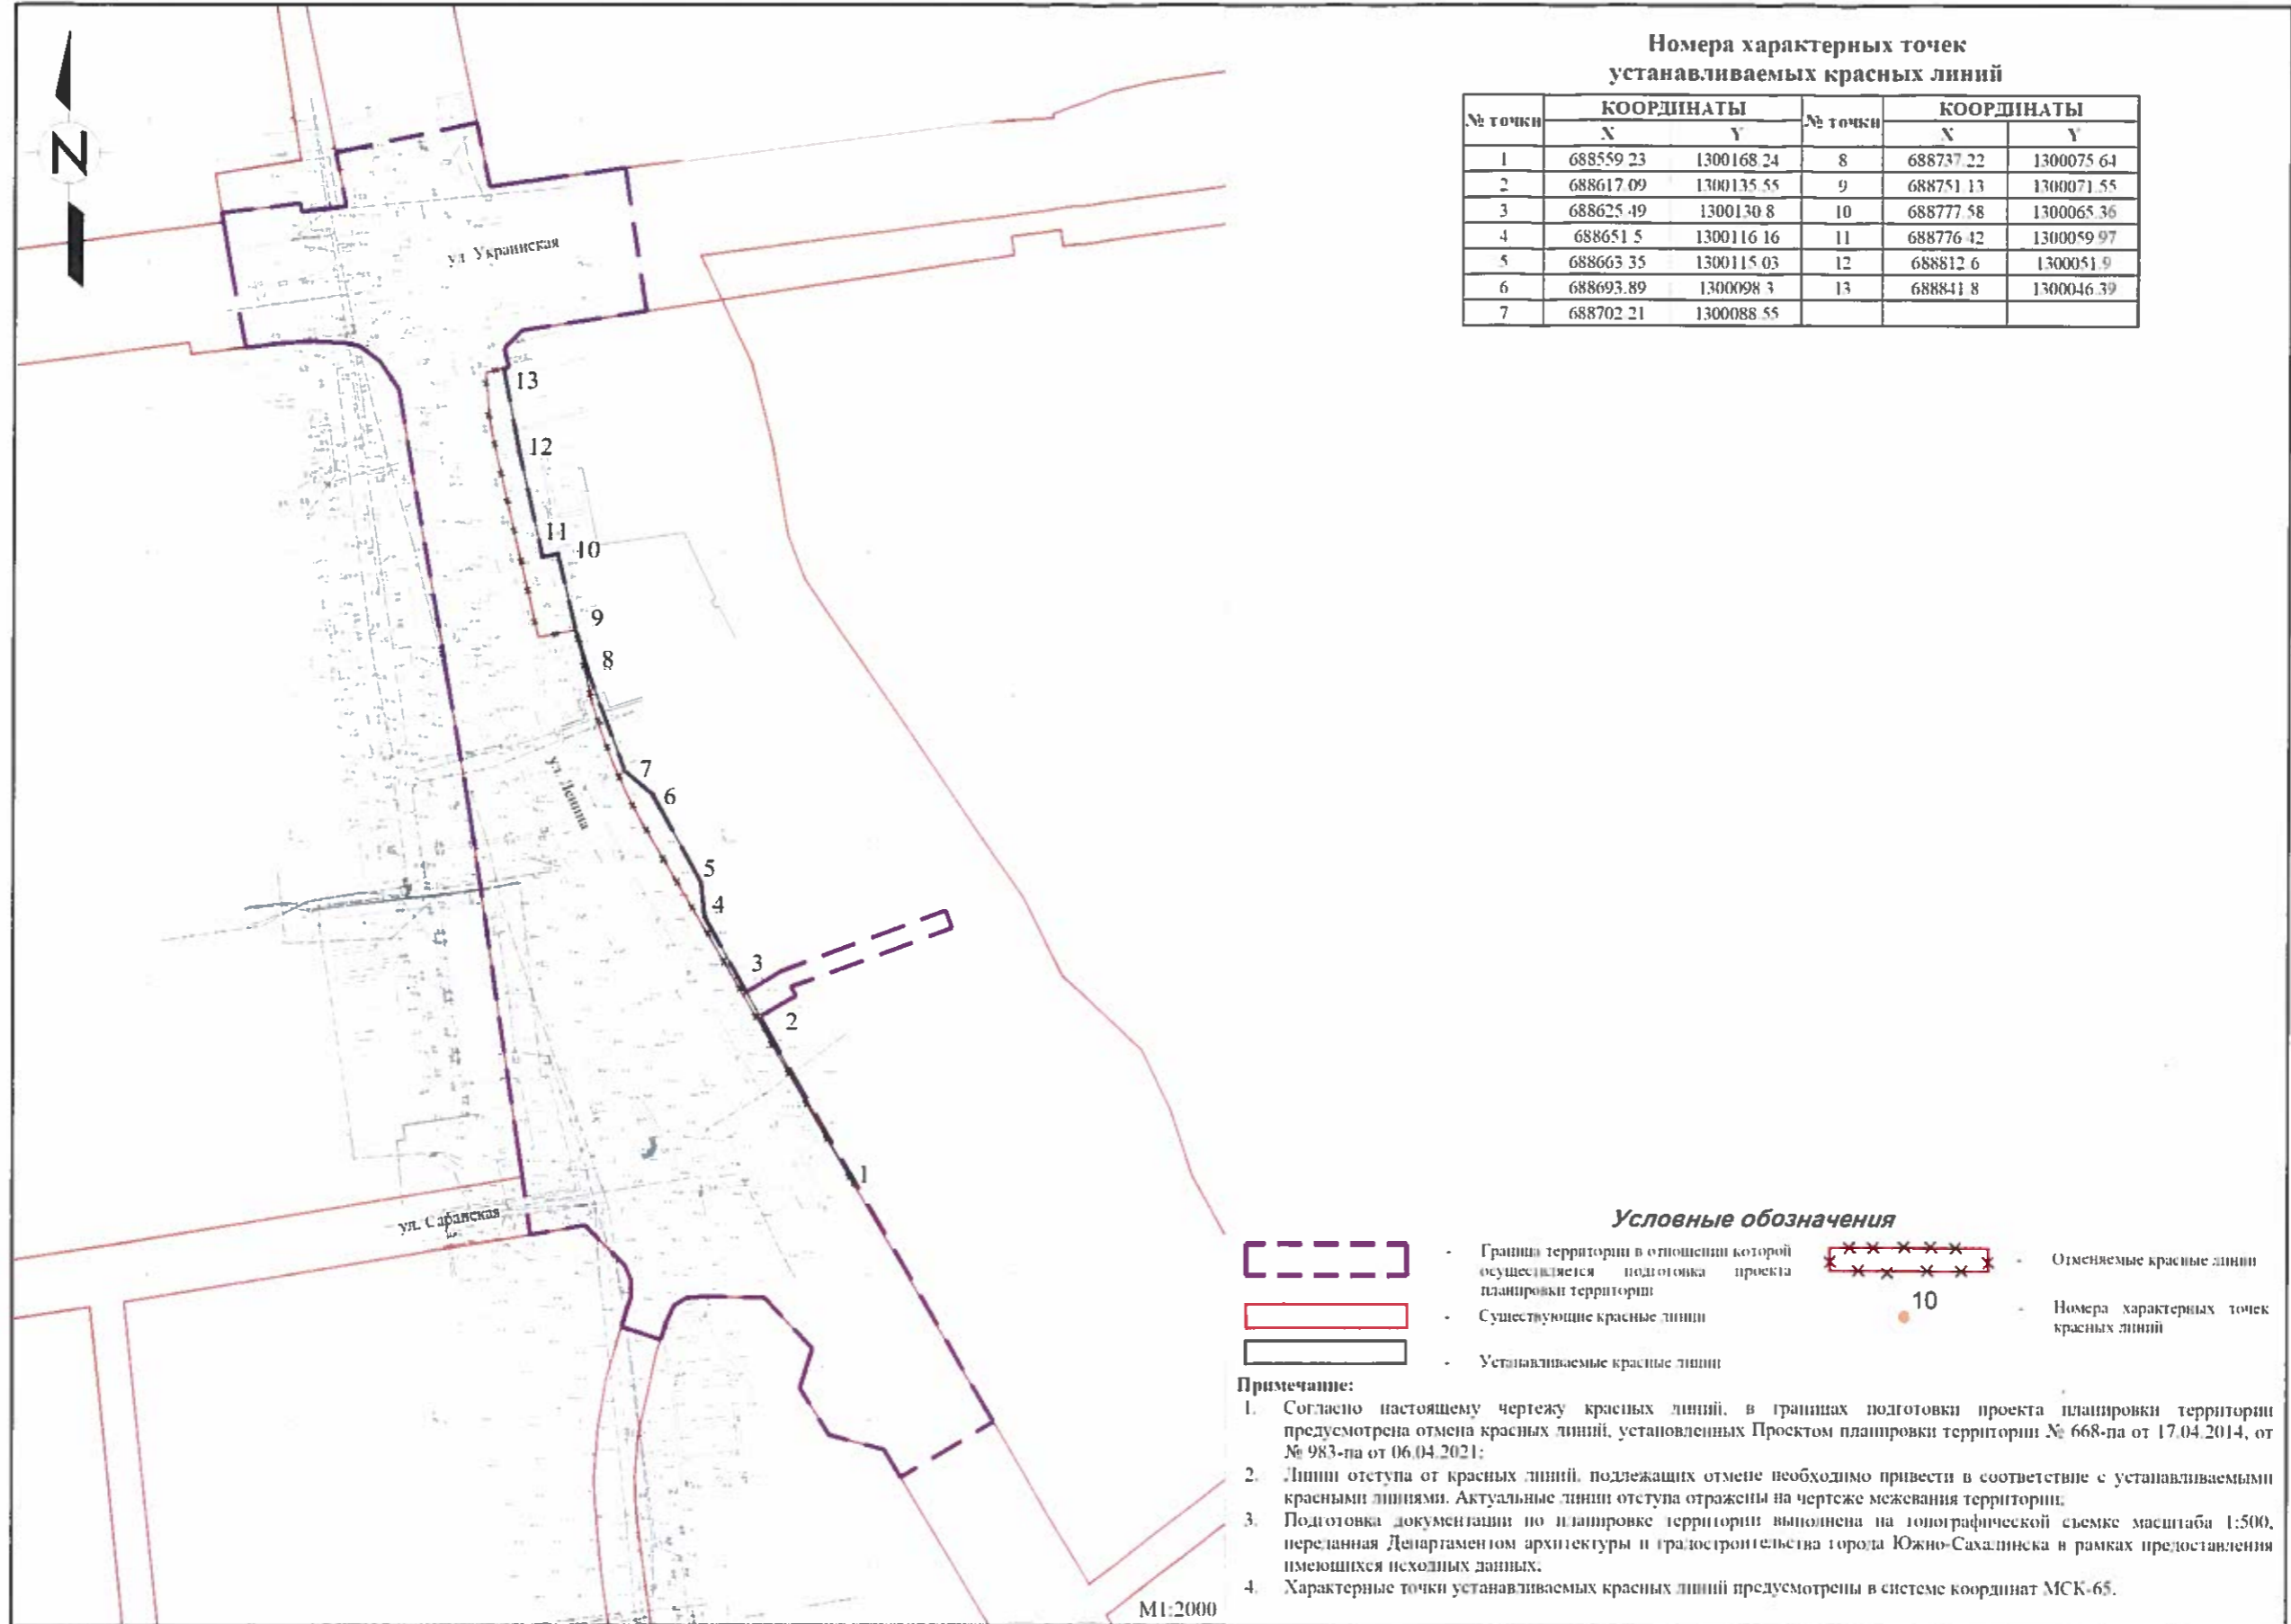 N
Номера характерных точек
устанавливаемых красных линий
№ точки КООРДИНАТЫ № точки КООРДИНАТЫ
X Y X Y
1 688559.23 1300168.24 8 688737.22 1300075.64
2 688617.09 1300135.55 9 688751.13 1300071.55
3 688625.49 1300130.8 10 688777.58 1300065.36
4 688651.5 1300116.16 11 688776.42 1300059.97
5 688663.35 1300115.03 12 688812.6 1300051.9
6 688693.89 1300098.3 13 688841.8 1300046.39
7 688702.21 1300088.55
ул. Украинская
13
12
11
10
9
8
7
6
5
4
3
2
1
ул. Ленина
ул. Саранская
Условные обозначения
- Граница территории в отношении которой
осуществляется подготовка проекта
планировки территории
- Существующие красные линии
- Устанавливаемые красные линии
- Отменяемые красные линии
10
- Номера характерных точек
красных линий
Примечание:
1. Согласно настоящему чертежу красных линий, в границах подготовки проекта планировки территории
предусмотрена отмена красных линий, установленных Проектом планировки территории № 668-па от 17.04.2014, от
№ 983-па от 06.04.2021;
2. Линии отступа от красных линий, подлежащих отмене необходимо привести в соответствие с устанавливаемыми
красными линиями. Актуальные линии отступа отражены на чертеже межевания территории;
3. Подготовка документации по планировке территории выполнена на топографической съемке масштаба 1:500,
переданная Департаментом архитектуры и градостроительства города Южно-Сахалинска в рамках предоставления
имеющихся исходных данных;
4. Характерные точки устанавливаемых красных линий предусмотрены в системе координат МСК-65.
М1:2000